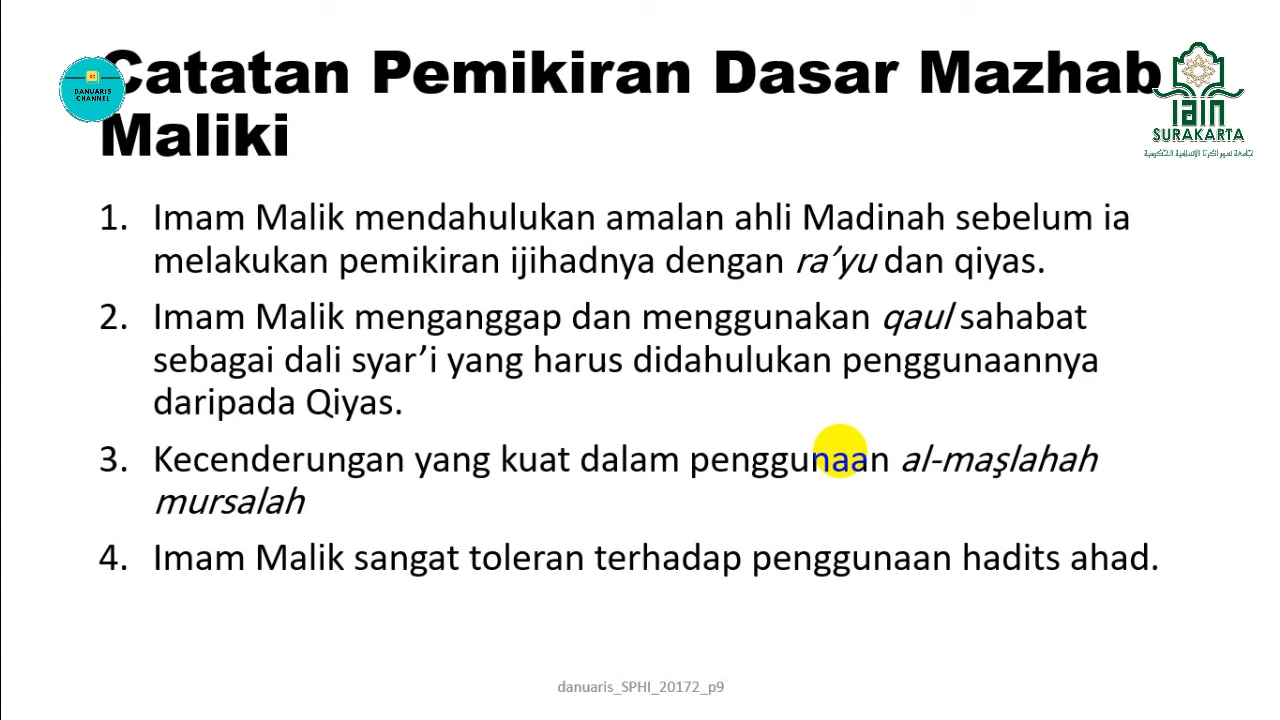 Catatan Pemikiran Dasar Mazhab
Maliki
DANUARIS
CHANNEL
iain
SURAKARTA
1. Imam Malik mendahulukan amalan ahli Madinah sebelum ia
melakukan pemikiran ijihadnya dengan ra’yu dan qiyas.
2. Imam Malik menganggap dan menggunakan qaul sahabat
sebagai dali syar’i yang harus didahulukan penggunaannya
daripada Qiyas.
3. Kecenderungan yang kuat dalam penggunaan al-maşlahah
mursalah
4. Imam Malik sangat toleran terhadap penggunaan hadits ahad.
danuaris_SPHI_20172_p9